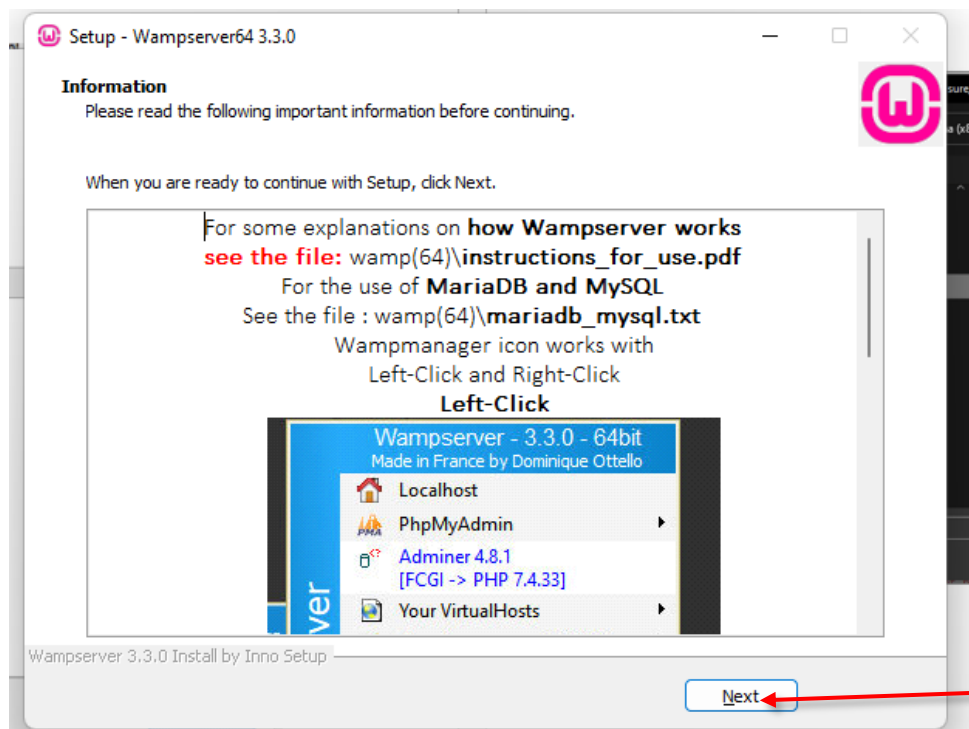 Setup - Wampserver64 3.3.0
Information
Please read the following important information before continuing.
When you are ready to continue with Setup, click Next.
For some explanations on how Wampserver works
see the file: wamp(64)\instructions_for_use.pdf
For the use of MariaDB and MySQL
See the file : wamp(64)\mariadb_mysql.txt
Wampmanager icon works with
Left-Click and Right-Click
Left-Click
Wampserver - 3.3.0 - 64bit
Made in France by Dominique Ottello
Localhost
PhpMyAdmin
Adminer 4.8.1
[FCGI -> PHP 7.4.33]
Your VirtualHosts
Wampserver 3.3.0 Install by Inno Setup
Next